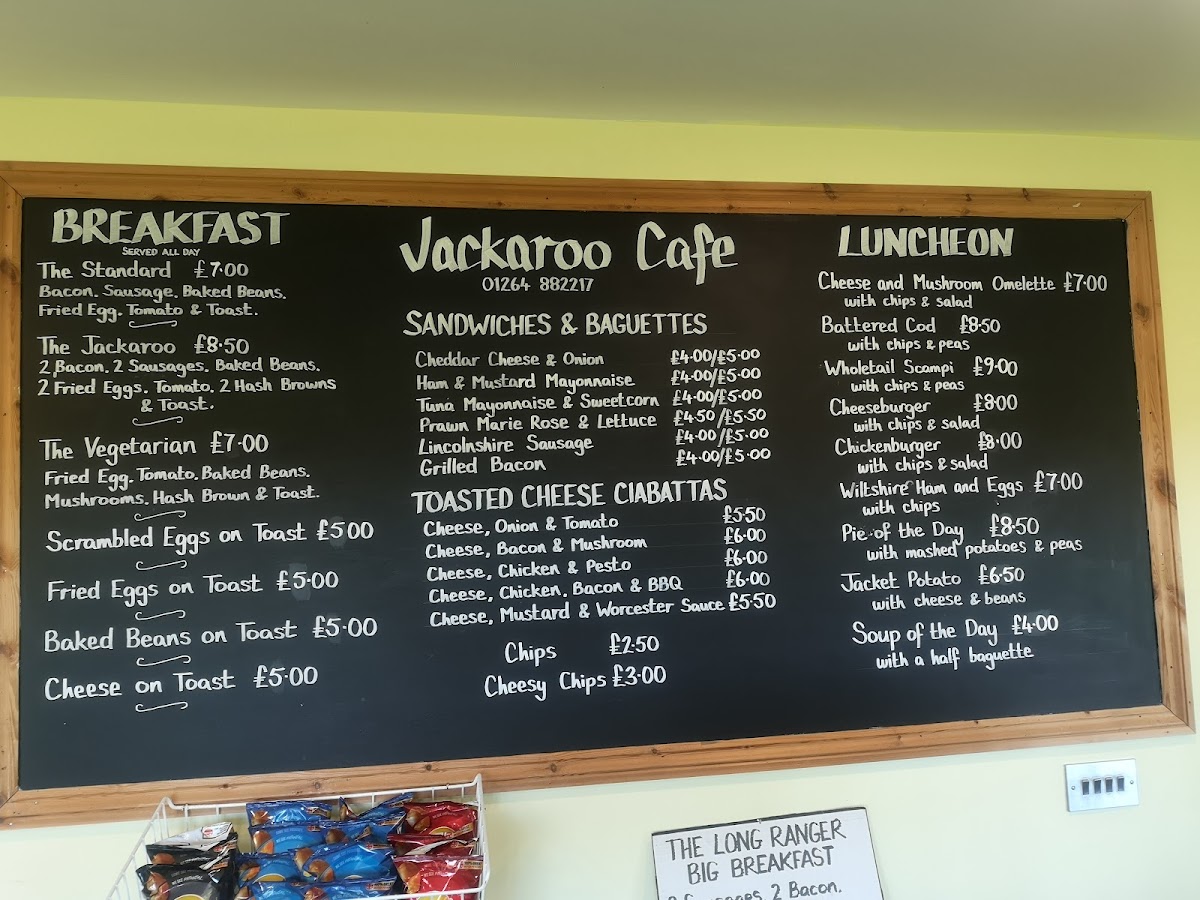 BREAKFAST
SERVED ALL DAY
The Standard £7.00
Bacon. Sausage. Baked Beans.
Fried Egg. Tomato & Toast.
The Jackaroo £8.50
2 Bacon. 2 Sausages. Baked Beans.
2 Fried Eggs. Tomato. 2 Hash Browns
& Toast.
The Vegetarian £7.00
Fried Egg. Tomato. Baked Beans.
Mushrooms. Hash Brown & Toast.
Scrambled Eggs on Toast £5.00
Fried Eggs on Toast £5.00
Baked Beans on Toast £5.00
Cheese on Toast £5.00
Jackaroo Cafe
01264 882217
SANDWICHES & BAGUETTES
Cheddar Cheese & Onion £4.00/£5.00
Ham & Mustard Mayonnaise £4.00/£5.00
Tuna Mayonnaise & Sweetcorn £4.00/£5.00
Prawn Marie Rose & Lettuce £4.50/£5.50
Lincolnshire Sausage £4.00/£5.00
Grilled Bacon £4.00/£5.00
TOASTED CHEESE CIABATTAS
Cheese, Onion & Tomato £5.50
Cheese, Bacon & Mushroom £6.00
Cheese, Chicken & Pesto £6.00
Cheese, Chicken. Bacon & BBQ £6.00
Cheese, Mustard & Worcester Sauce £5.50
Chips £2.50
Cheesy Chips £3.00
LUNCHEON
Cheese and Mushroom Omelette £7.00
with chips & salad
Battered Cod £8.50
with chips & peas
Wholetail Scampi £9.00
with chips & peas
Cheeseburger £8.00
with chips & salad
Chickenburger £8.00
with chips & salad
Wiltshire Ham and Eggs £7.00
with chips
Pie of the Day £8.50
with mashed potatoes & peas
Jacket Potato £6.50
with cheese & beans
Soup of the Day £4.00
with a half baguette
THE LONG RANGER
BIG BREAKFAST
2 Sausages, 2 Bacon.